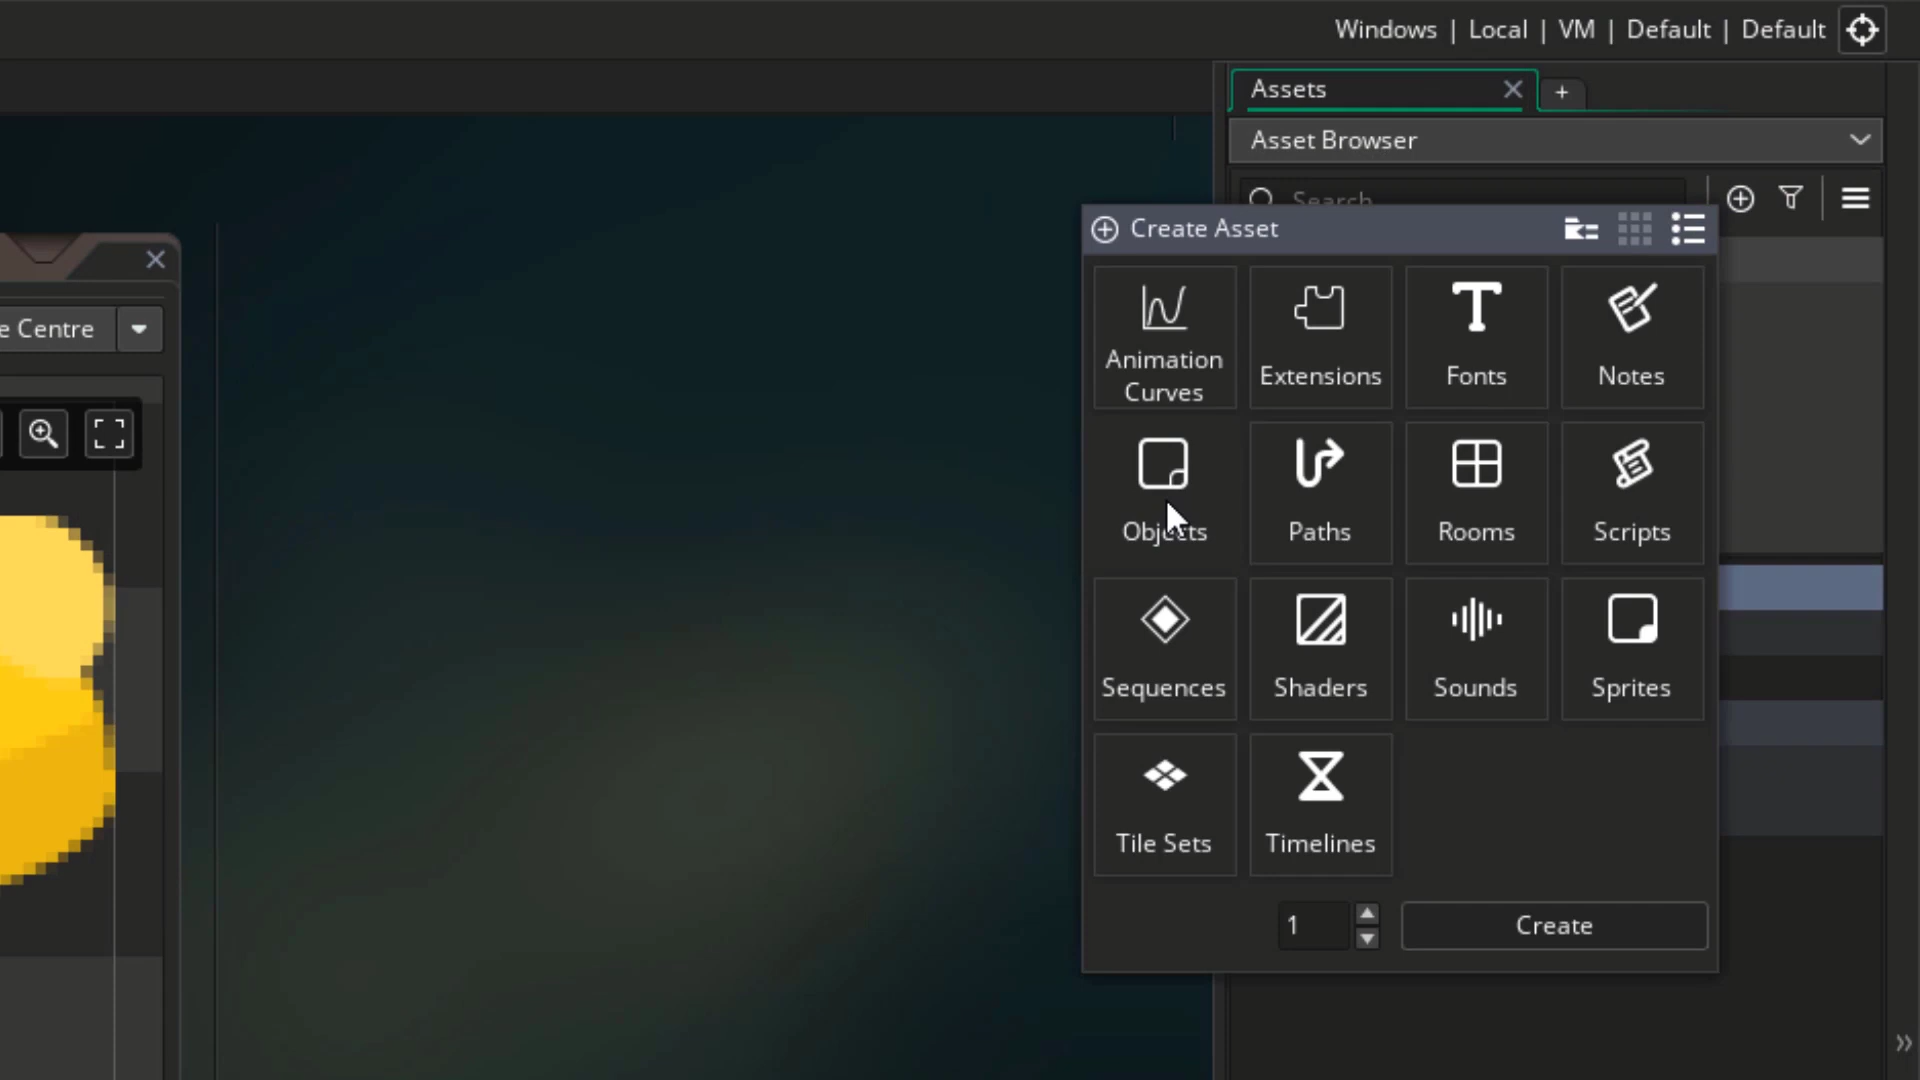 Windows | Local | VM | Default | Default
Assets
+
Asset Browser
Search
Create Asset
e Centre
Animation
Curves
Extensions
Fonts
Notes
Objects
Paths
Rooms
Scripts
Sequences
Shaders
Sounds
Sprites
Tile Sets
Timelines
1
Create